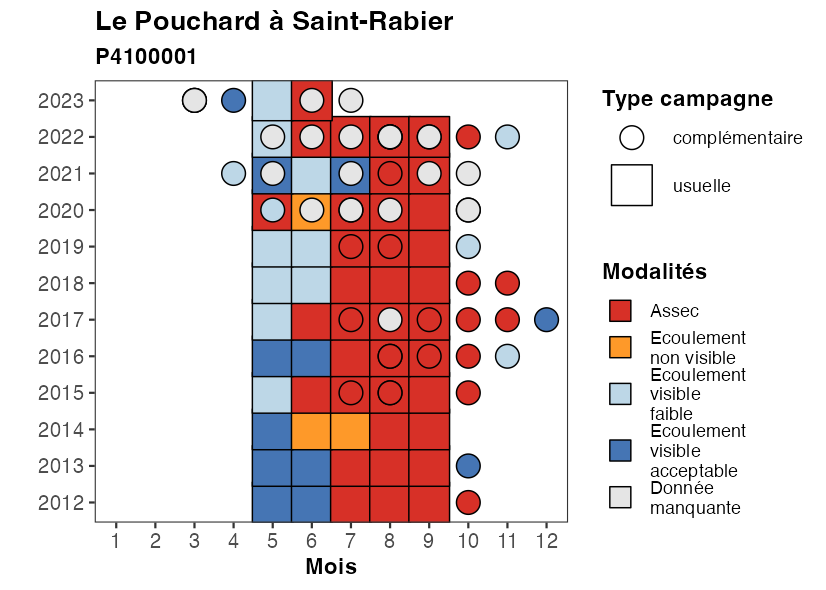 Le Pouchard à Saint-Rabier
P4100001
2023
2022
2021
2020
2019
2018
2017
2016
2015
2014
2013
2012
1 2 3 4 5 6 7 8 9 10 11 12
Mois
Type campagne
complémentaire
usuelle
Modalités
Assec
Ecoulement
non visible
Ecoulement
visible
faible
Ecoulement
visible
acceptable
Donnée
manquante